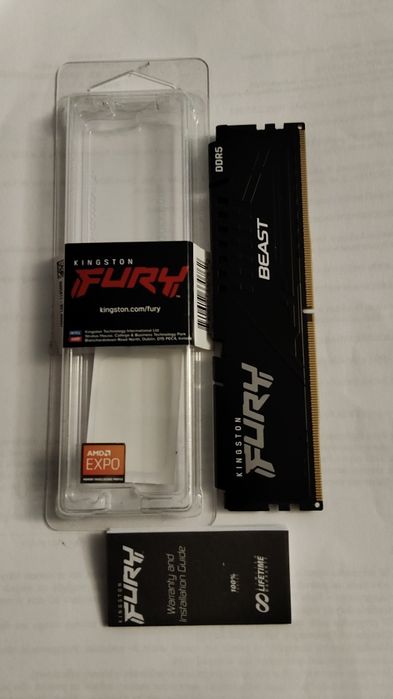 KINGSTON
FURY
kingston.com/fury
Kingston Technology International Ltd
AMD
EXPO
DDR5
BEAST
KINGSTON
FURY
KINGSTON
FURY
Warranty and
Installation Guide
100%
LIFETIME